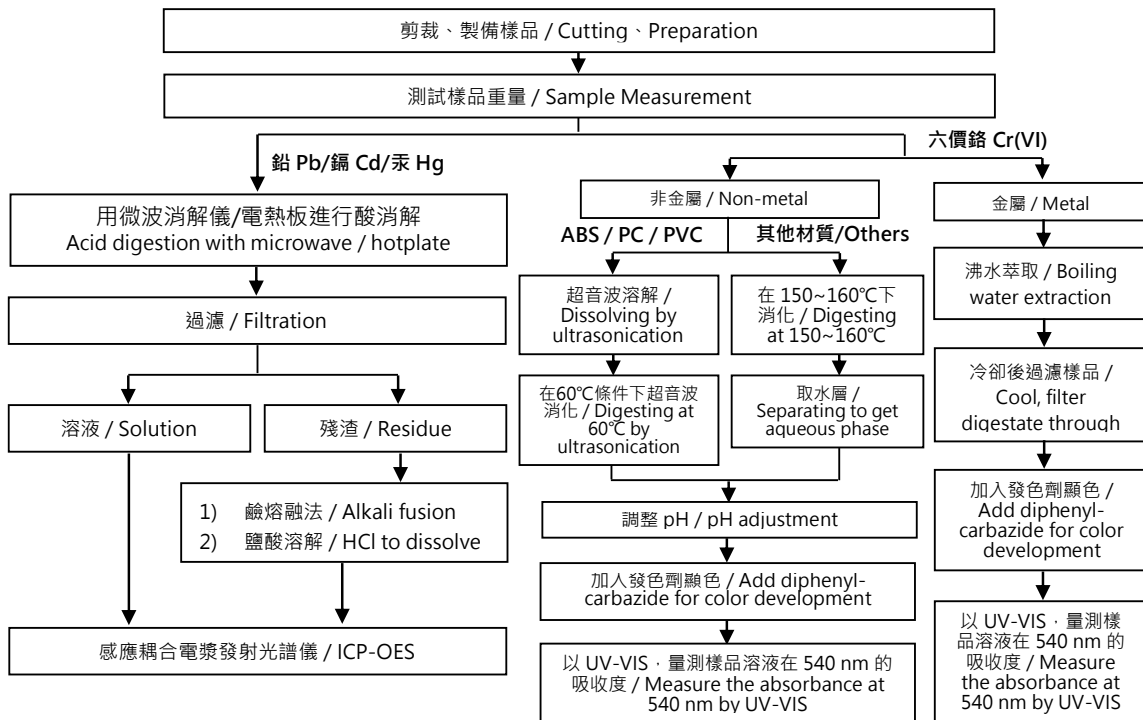 剪裁、製備樣品 / Cutting、Preparation
測試樣品重量 / Sample Measurement
鉛 Pb/鎘 Cd/汞 Hg
用微波消解儀/電熱板進行酸消解
Acid digestion with microwave / hotplate
過濾 / Filtration
溶液 / Solution
殘渣 / Residue
1) 鹼熔融法 / Alkali fusion
2) 鹽酸溶解 / HCl to dissolve
感應耦合電漿發射光譜儀 / ICP-OES
六價鉻 Cr(VI)
非金屬 / Non-metal
ABS / PC / PVC
其他材質/Others
超音波溶解 /
Dissolving by
ultrasonication
在 150~160℃下
消化 / Digesting
at 150~160℃
在60℃條件下超音波
消化 / Digesting at
60℃ by
ultrasonication
取水層 /
Separating to get
aqueous phase
調整 pH / pH adjustment
加入發色劑顯色 / Add diphenyl-
carbazide for color development
以 UV-VIS，量測樣品溶液在 540 nm 的
吸收度 / Measure the absorbance at
540 nm by UV-VIS
金屬 / Metal
沸水萃取 / Boiling
water extraction
冷卻後過濾樣品 /
Cool, filter
digestate through
加入發色劑顯色 /
Add diphenyl-
carbazide for color
development
以 UV-VIS，量測樣
品溶液在 540 nm 的
吸收度 / Measure
the absorbance at
540 nm by UV-VIS